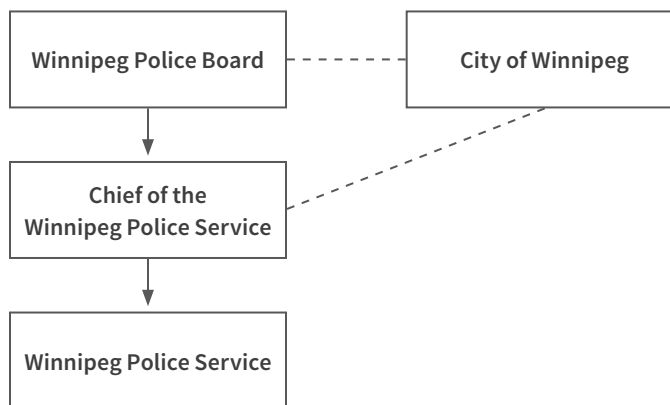 Winnipeg Police Board
City of Winnipeg
Chief of the
Winnipeg Police Service
Winnipeg Police Service